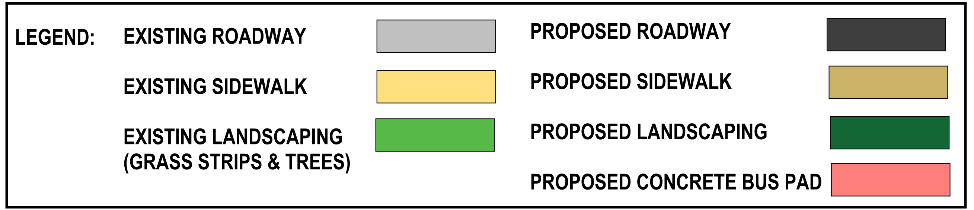 LEGEND:
EXISTING ROADWAY
EXISTING SIDEWALK
EXISTING LANDSCAPING
(GRASS STRIPS & TREES)
PROPOSED ROADWAY
PROPOSED SIDEWALK
PROPOSED LANDSCAPING
PROPOSED CONCRETE BUS PAD